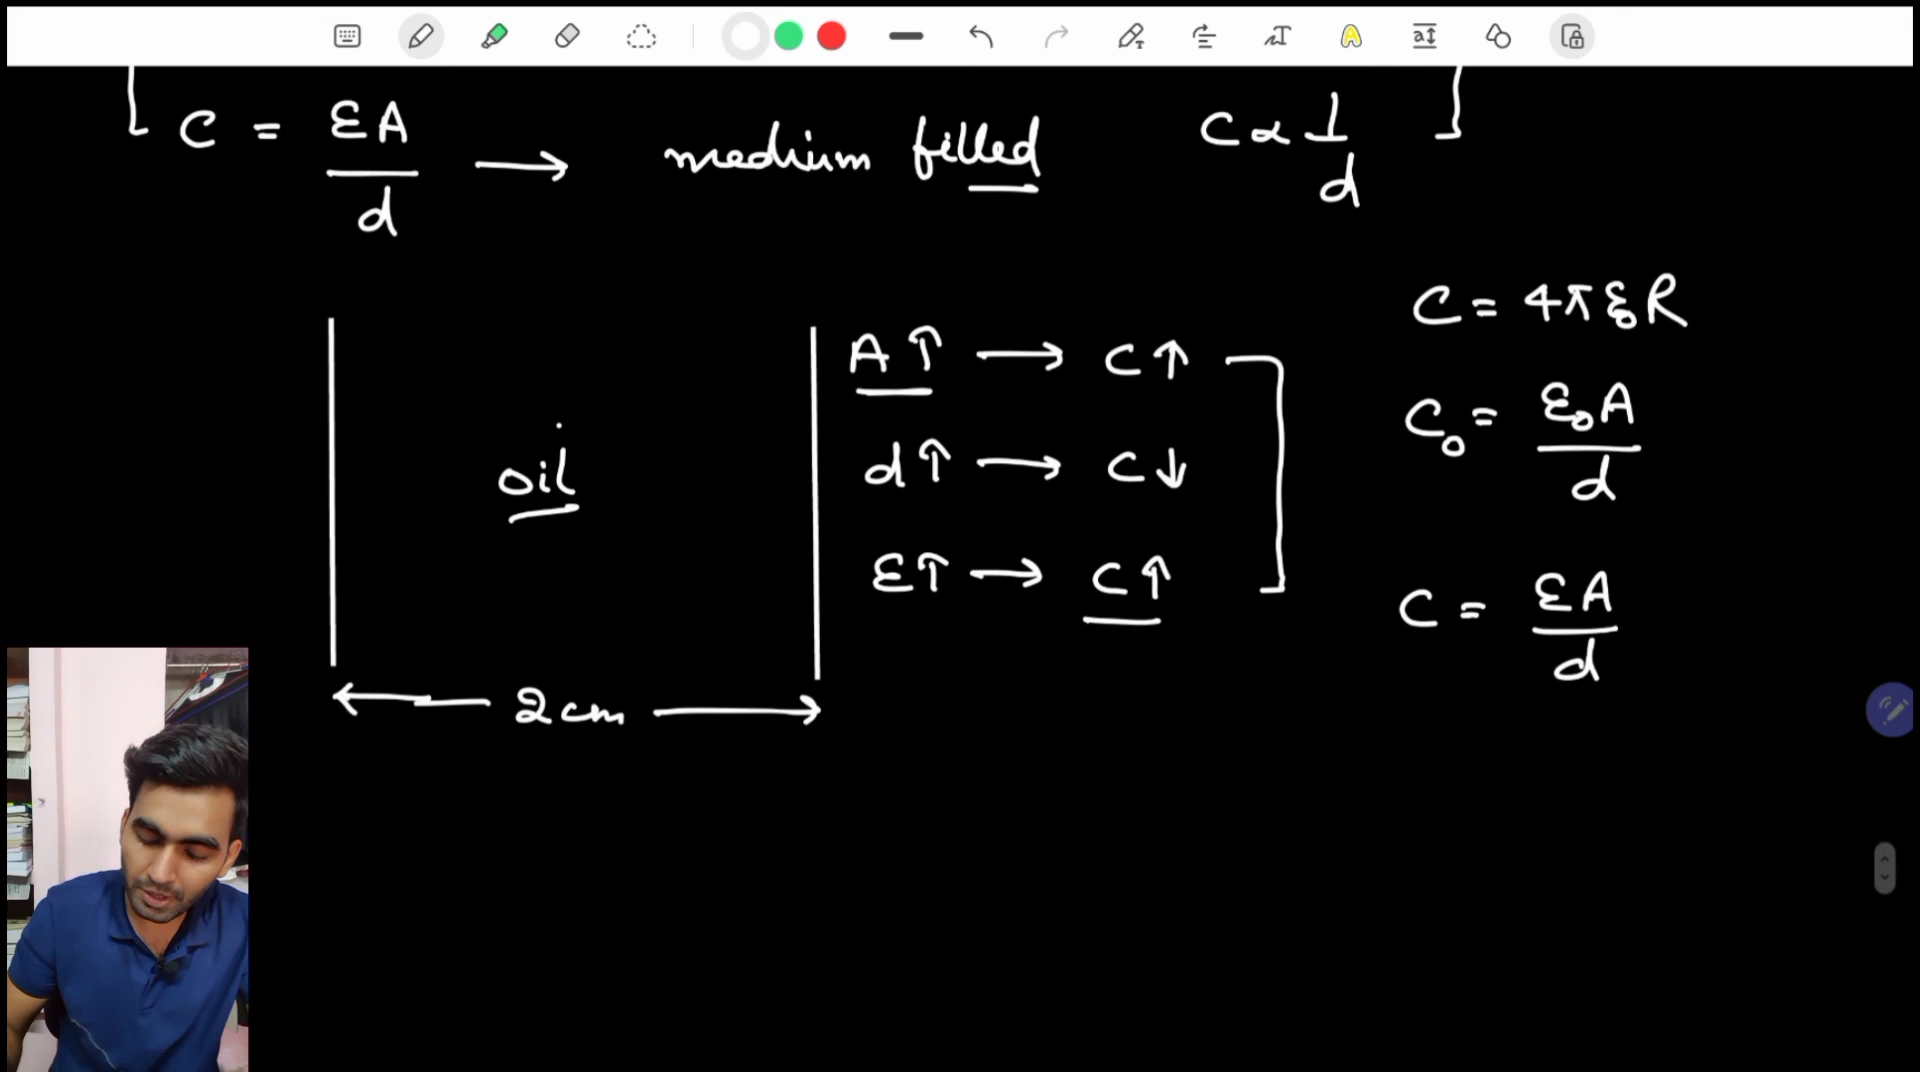 C = εA/d → medium filled C ∝ 1/d
C = 4πε₀R
A↑ → C↑
C₀ = ε₀A/d
oil
d↑ → C↓
ε↑ → C↑
C = εA/d
← 2cm →